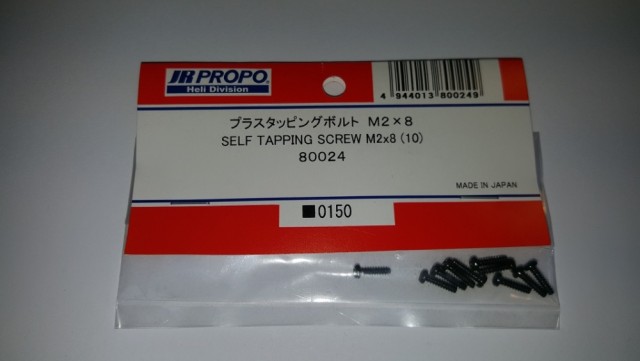 JR PROPO
Heli Division
4 944013 800249
プラスタッピングボルト M2×8
SELF TAPPING SCREW M2x8 (10)
80024
MADE IN JAPAN
■0150